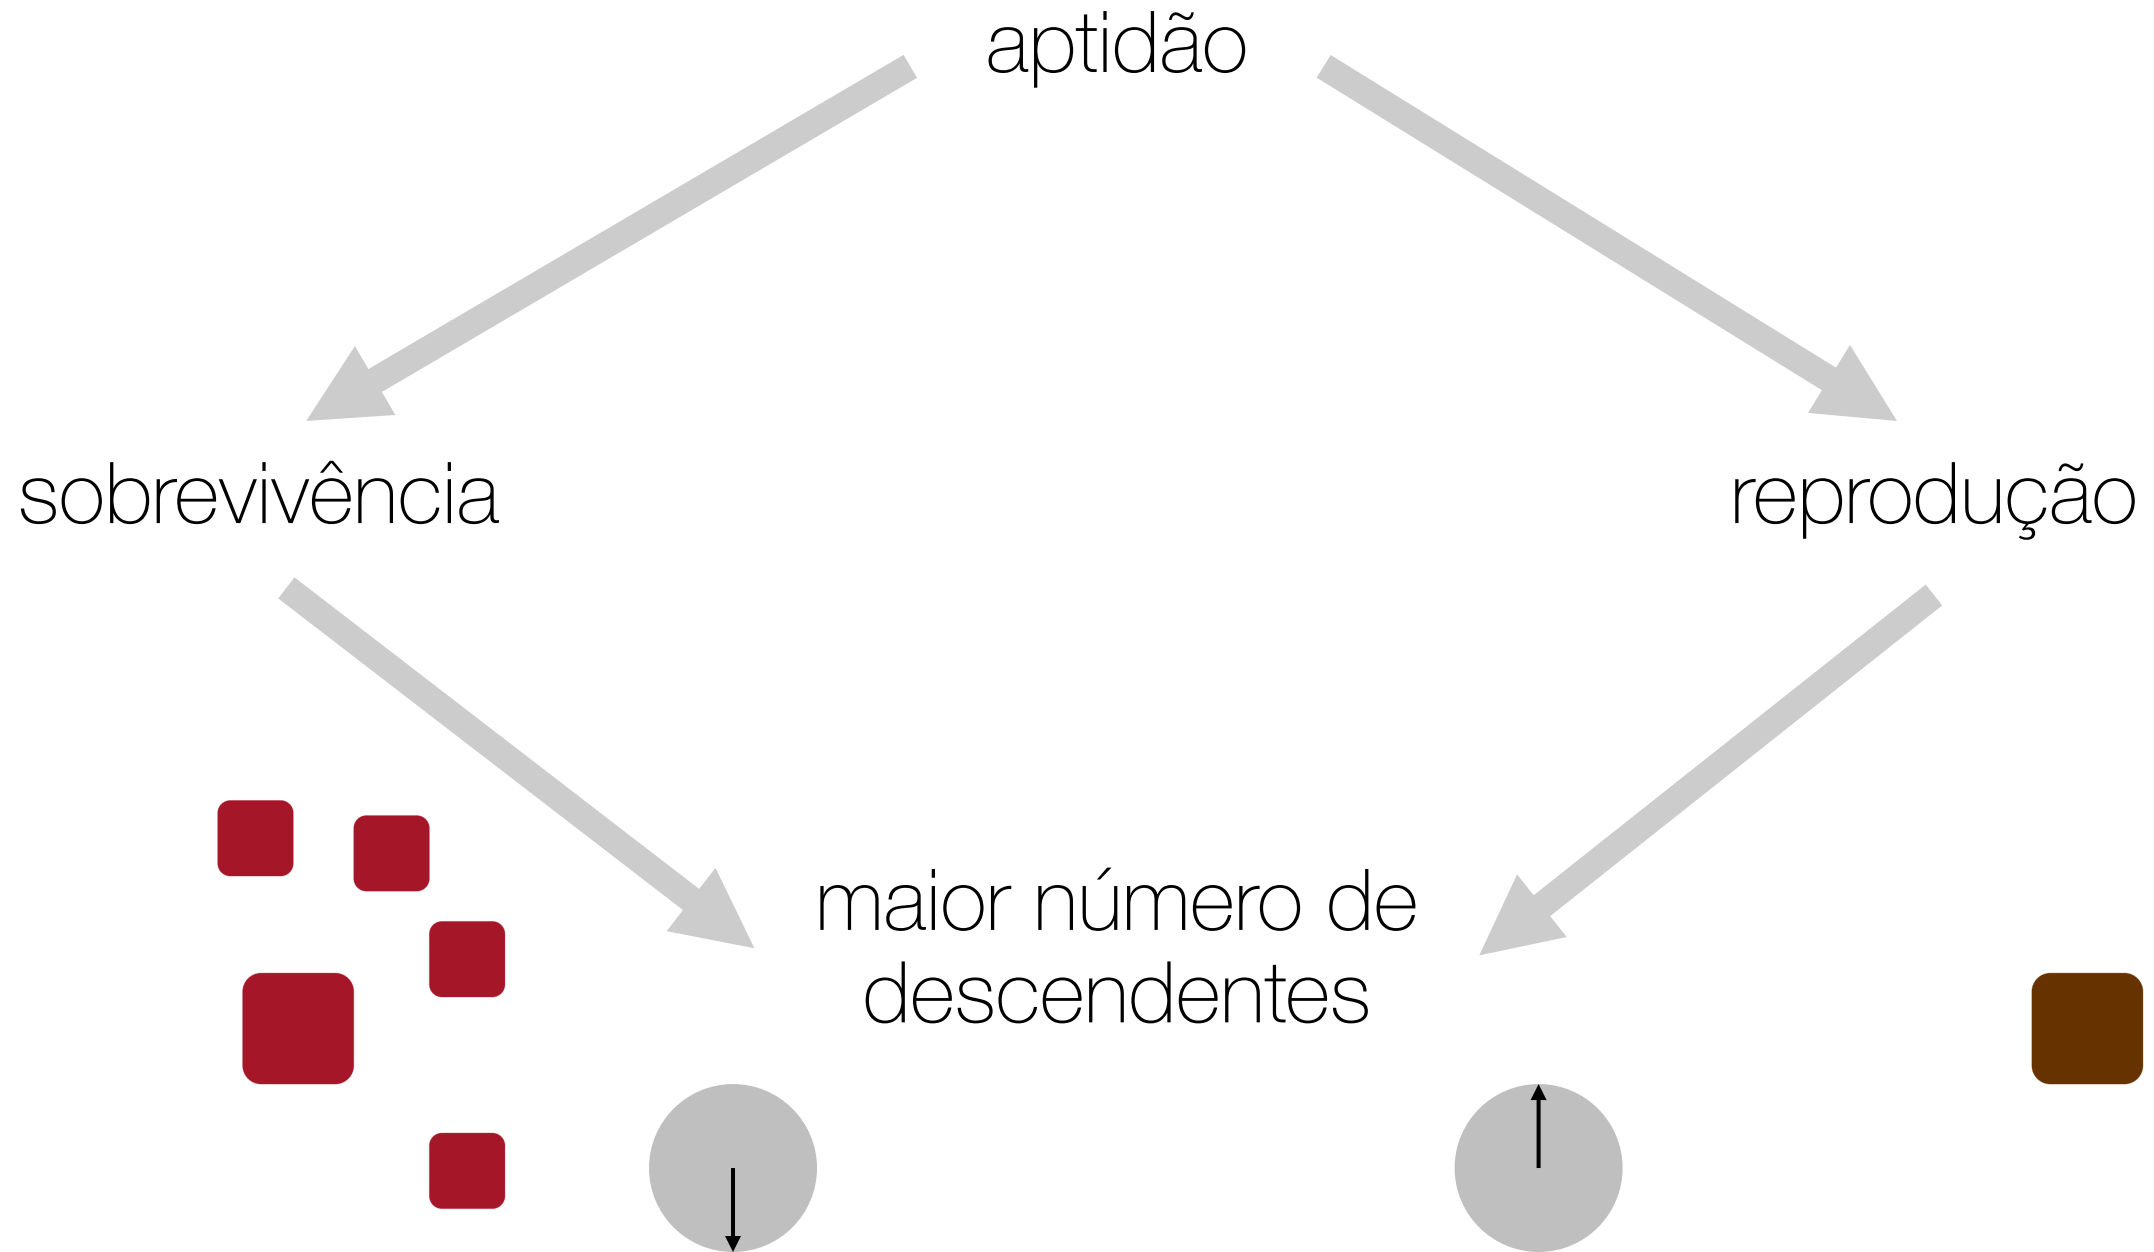 aptidão
sobrevivência
reprodução
maior número de
descendentes